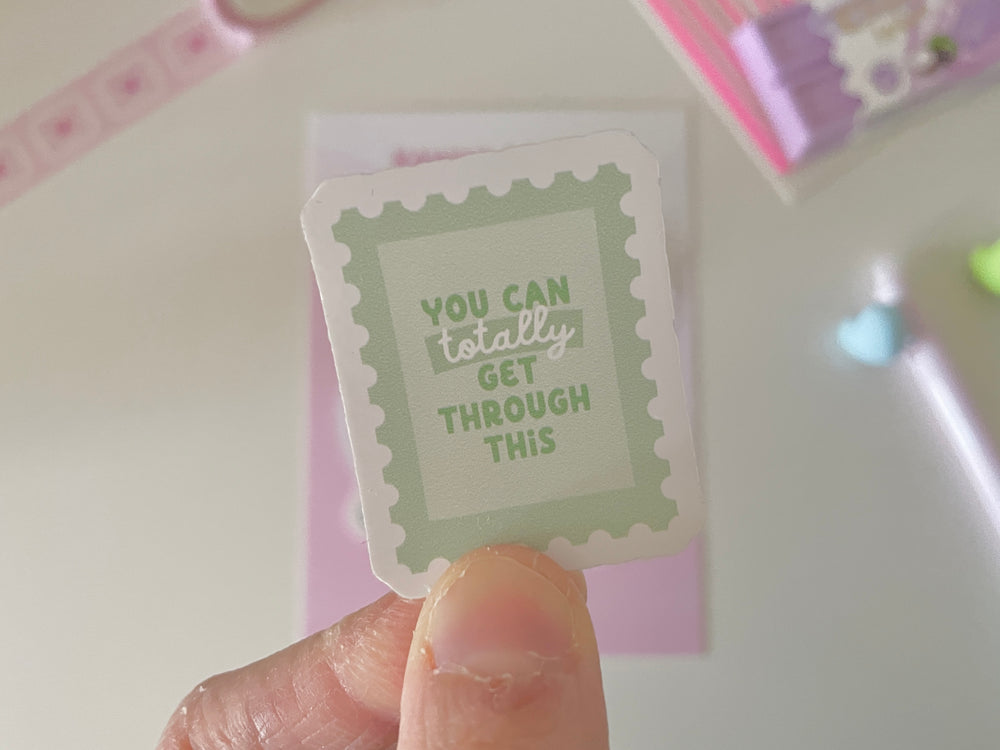 YOU CAN
totally
GET
THROUGH
THiS